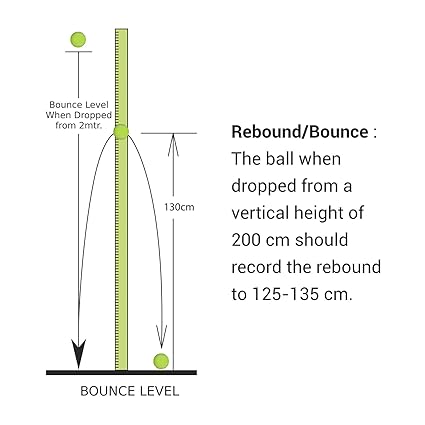 Bounce Level
When Dropped
from 2mtr.
130cm
BOUNCE LEVEL
Rebound/Bounce :
The ball when
dropped from a
vertical height of
200 cm should
record the rebound
to 125-135 cm.